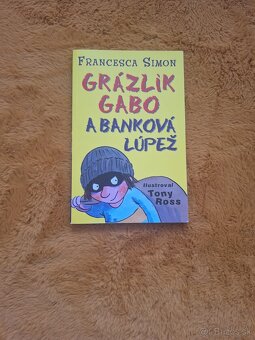 FRANCESCA SIMON
GRÁZLIK
GABO
A BANKOVÁ
LÚPEŽ
Ilustroval
Tony
Ross